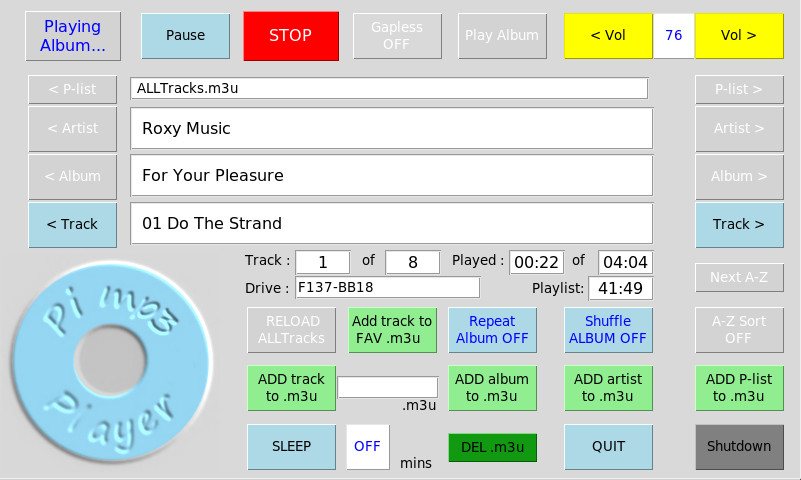 Playing
Album...
Pause
STOP
Gapless
OFF
Play Album
< Vol
76
Vol >
< P-list
ALLTracks.m3u
P-list >
< Artist
Roxy Music
Artist >
< Album
For Your Pleasure
Album >
< Track
01 Do The Strand
Track >
Track : 1 of 8 Played : 00:22 of 04:04
Drive : F137-BB18 Playlist: 41:49
Next A-Z
Pi mp3
Player
RELOAD
ALLTracks
Add track to
FAV .m3u
Repeat
Album OFF
Shuffle
ALBUM OFF
A-Z Sort
OFF
ADD track
to .m3u
.m3u
ADD album
to .m3u
ADD artist
to .m3u
ADD P-list
to .m3u
SLEEP
OFF
mins
DEL .m3u
QUIT
Shutdown